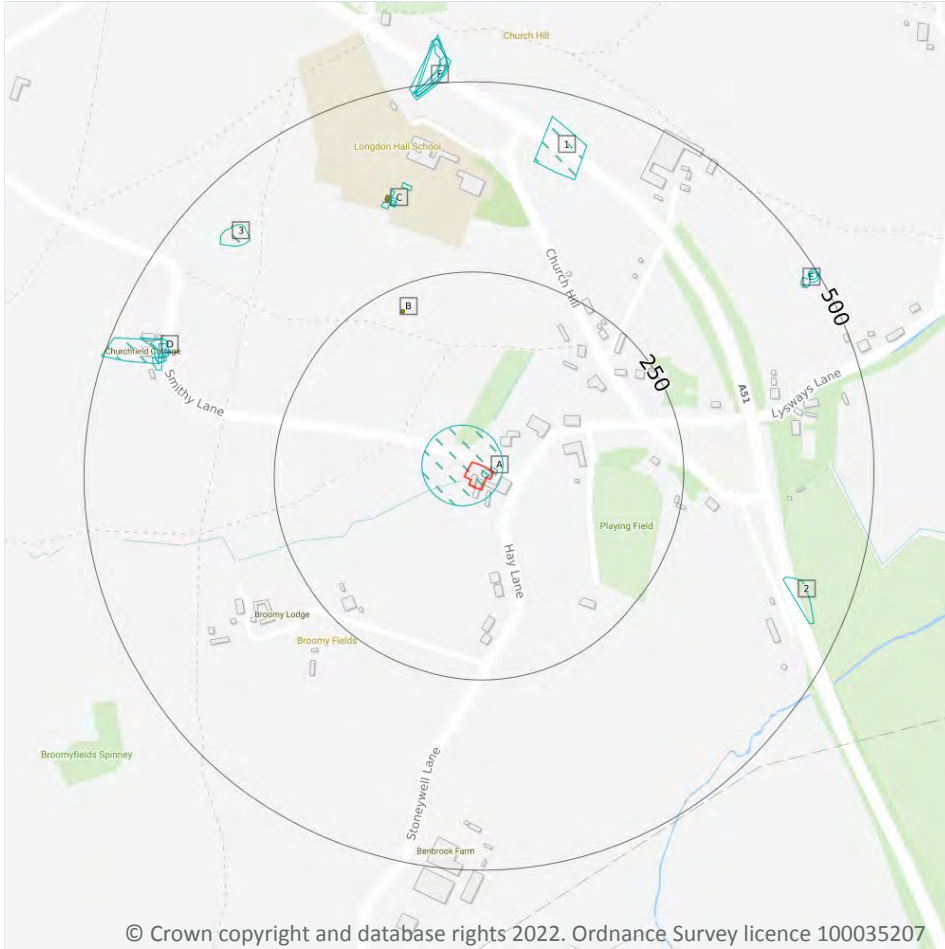 Church Hill
F
1
Longdon Hall School
C
3
Church Hill
E
500
B
D
Churchfield Cottage
250
Smithy Lane
A51
Lysways Lane
A
Playing Field
Hay Lane
2
Broomy Lodge
Broomy Fields
Broomyfields Spinney
Stoneywell Lane
Benbrook Farm
© Crown copyright and database rights 2022. Ordnance Survey licence 100035207